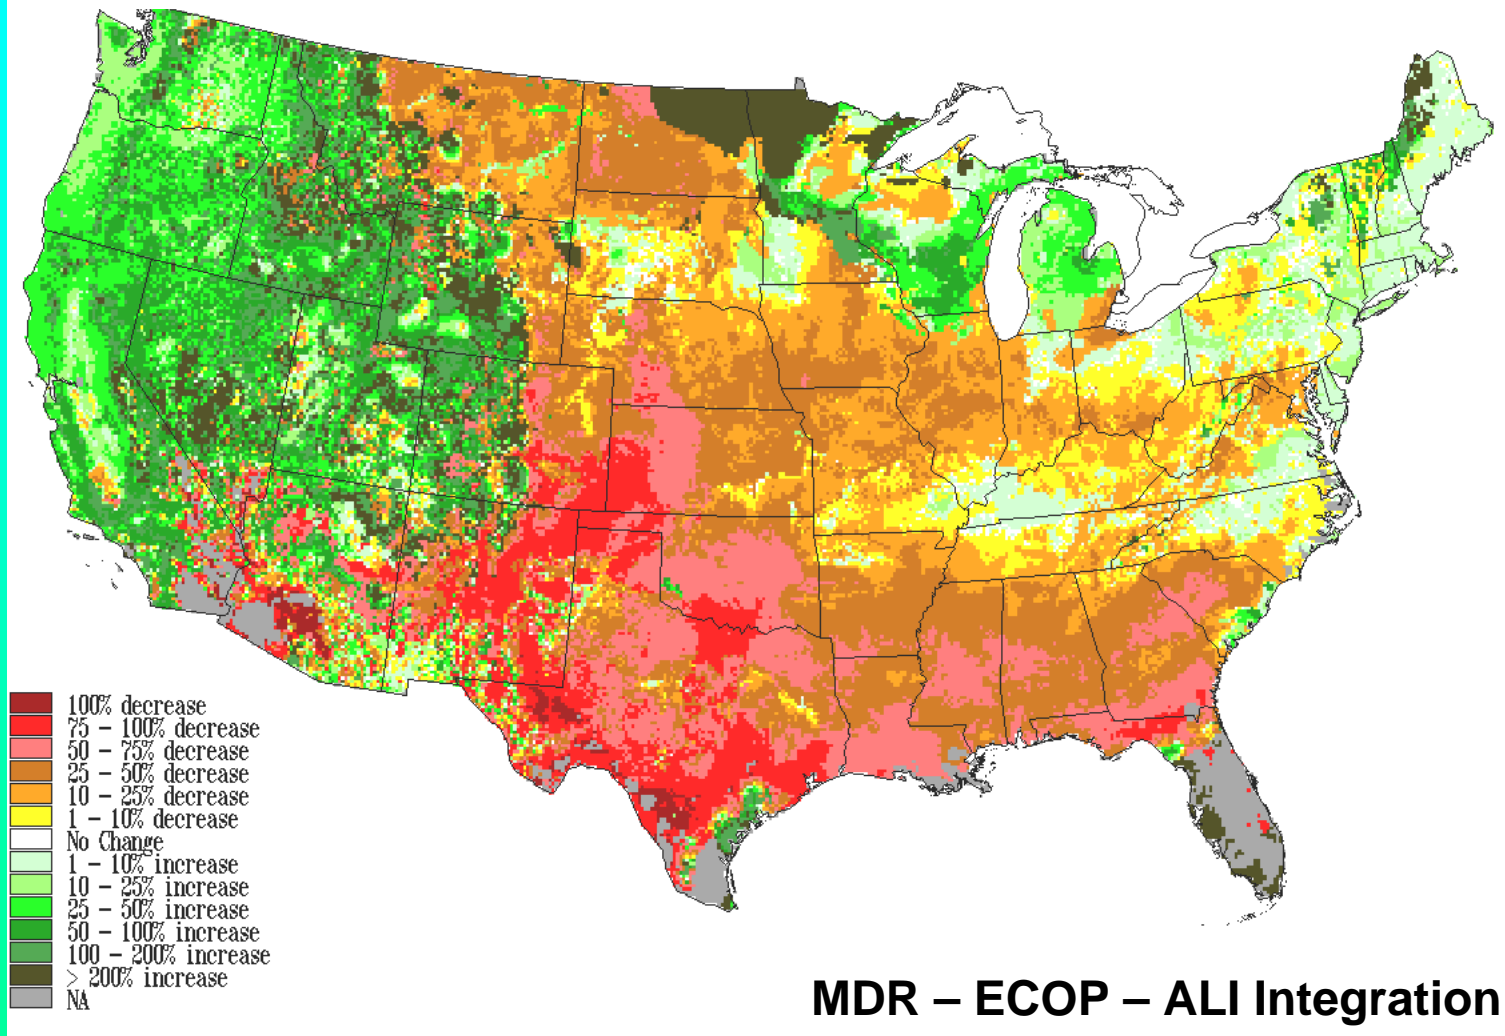 100% decrease
75 - 100% decrease
50 - 75% decrease
25 - 50% decrease
10 - 25% decrease
1 - 10% decrease
No Change
1 - 10% increase
10 - 25% increase
25 - 50% increase
50 - 100% increase
100 - 200% increase
> 200% increase
NA
MDR – ECOP – ALI Integration